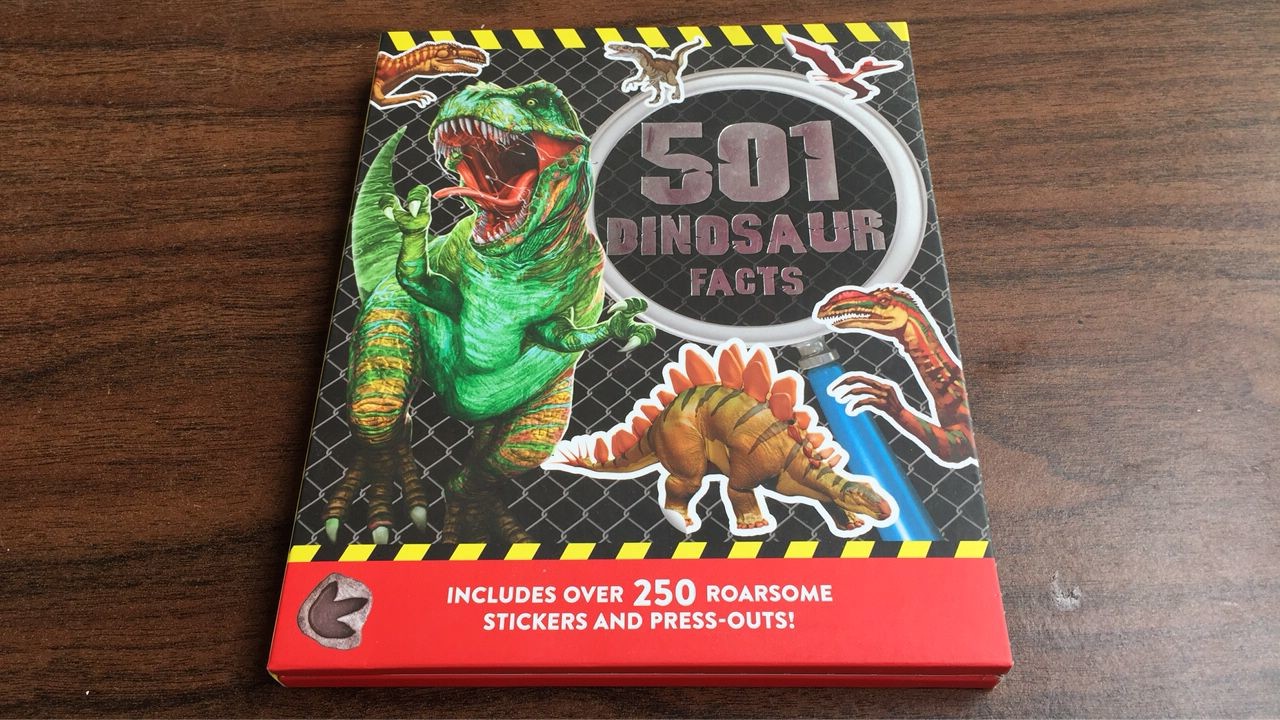 501
DINOSAUR
FACTS
INCLUDES OVER 250 ROARSOME
STICKERS AND PRESS-OUTS!